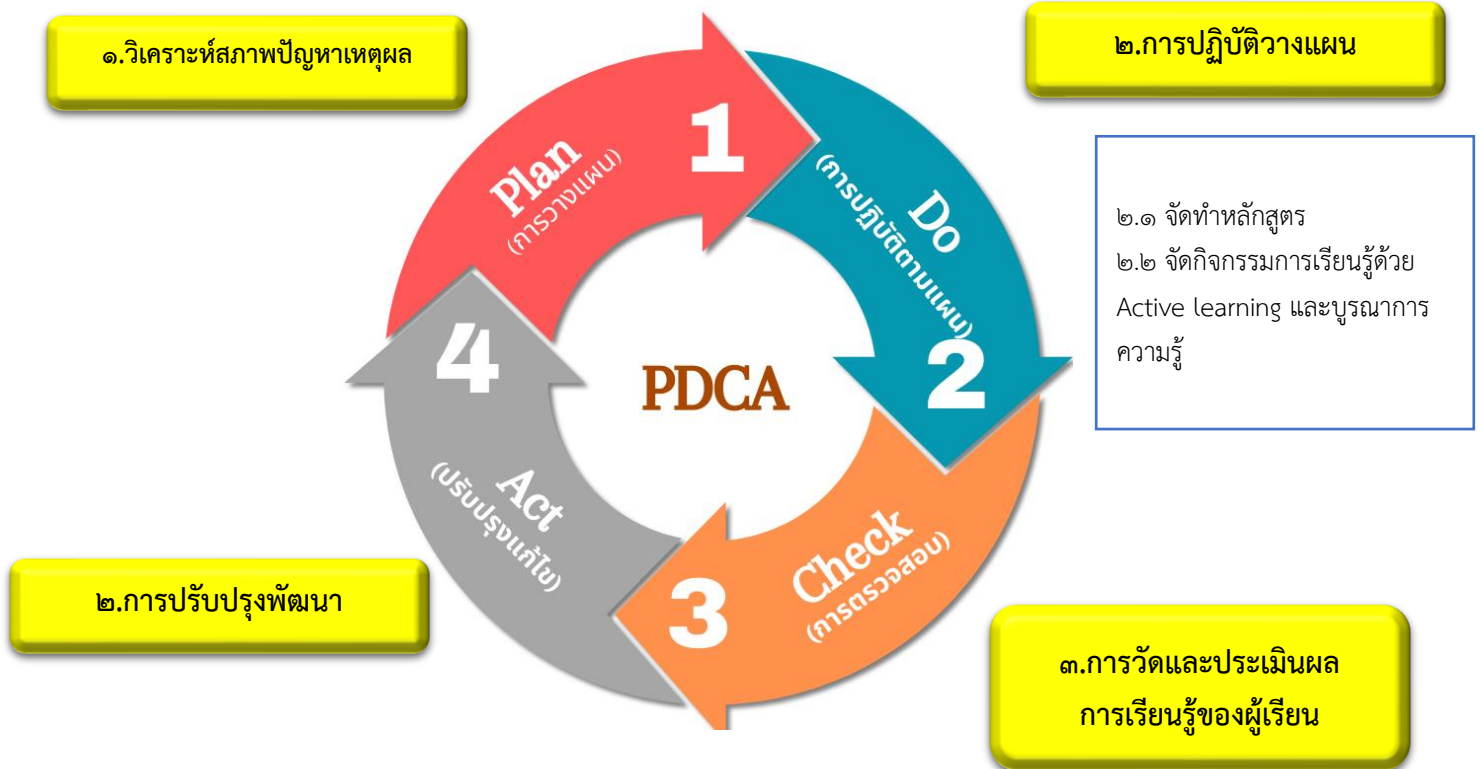 ๑.วิเคราะห์สภาพปัญหาเหตุผล
๒.การปฏิบัติวางแผน
1
Plan
(การวางแผน)
Do
(การปฏิบัติตามแผน)
2
๒.๑ จัดทำหลักสูตร
๒.๒ จัดกิจกรรมการเรียนรู้ด้วย
Active learning และบูรณาการ
ความรู้
PDCA
4
Act
(ปรับปรุงแก้ไข)
Check
(การตรวจสอบ)
3
๒.การปรับปรุงพัฒนา
๓.การวัดและประเมินผล
การเรียนรู้ของผู้เรียน